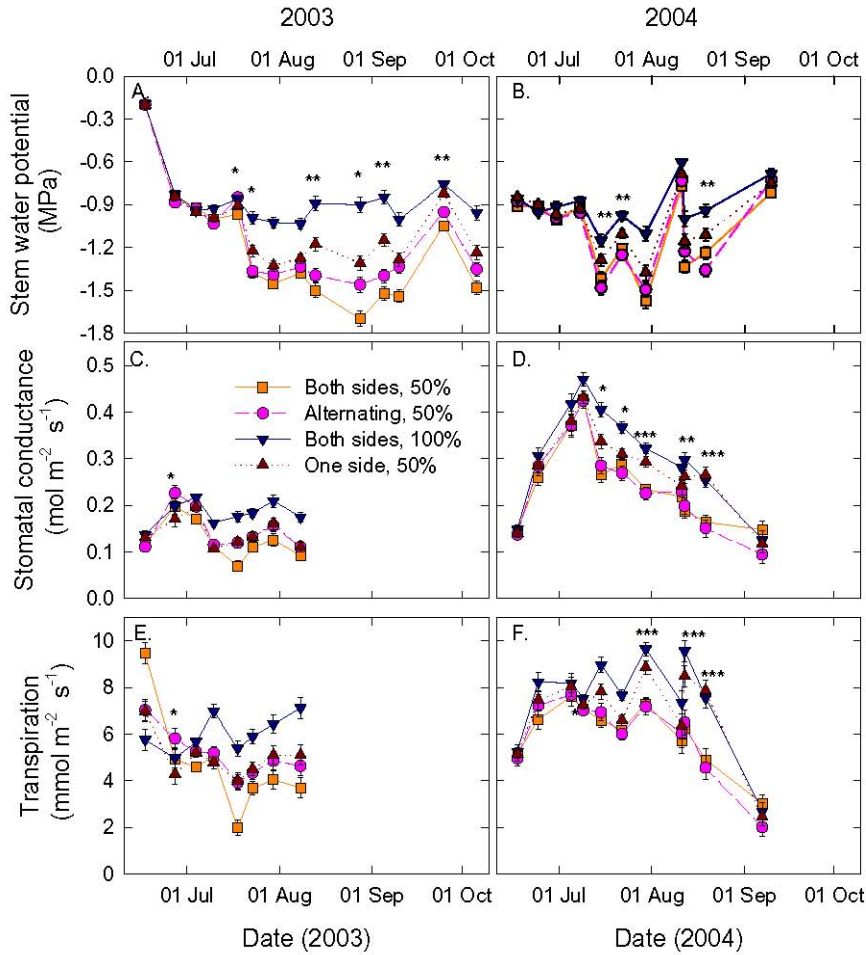 2003 2004
01 Jul 01 Aug 01 Sep 01 Oct 01 Jul 01 Aug 01 Sep 01 Oct
0.0
A. B.
-0.3
-0.6
** **
* * ** * ** ** **
-0.9
-1.2
-1.5
-1.8
Stem water potential
(MPa)
C. D.
0.5
Both sides, 50%
Alternating, 50%
Both sides, 100%
One side, 50%
* * *** ** ***
0.4
0.3
*
0.2
0.1
0.0
Stomatal conductance
(mol m-2 s-1)
E. F.
*** *** ***
10
8
* *
6
4
2
0
Transpiration
(mmol m-2 s-1)
01 Jul 01 Aug 01 Sep 01 Oct 01 Jul 01 Aug 01 Sep 01 Oct
Date (2003) Date (2004)